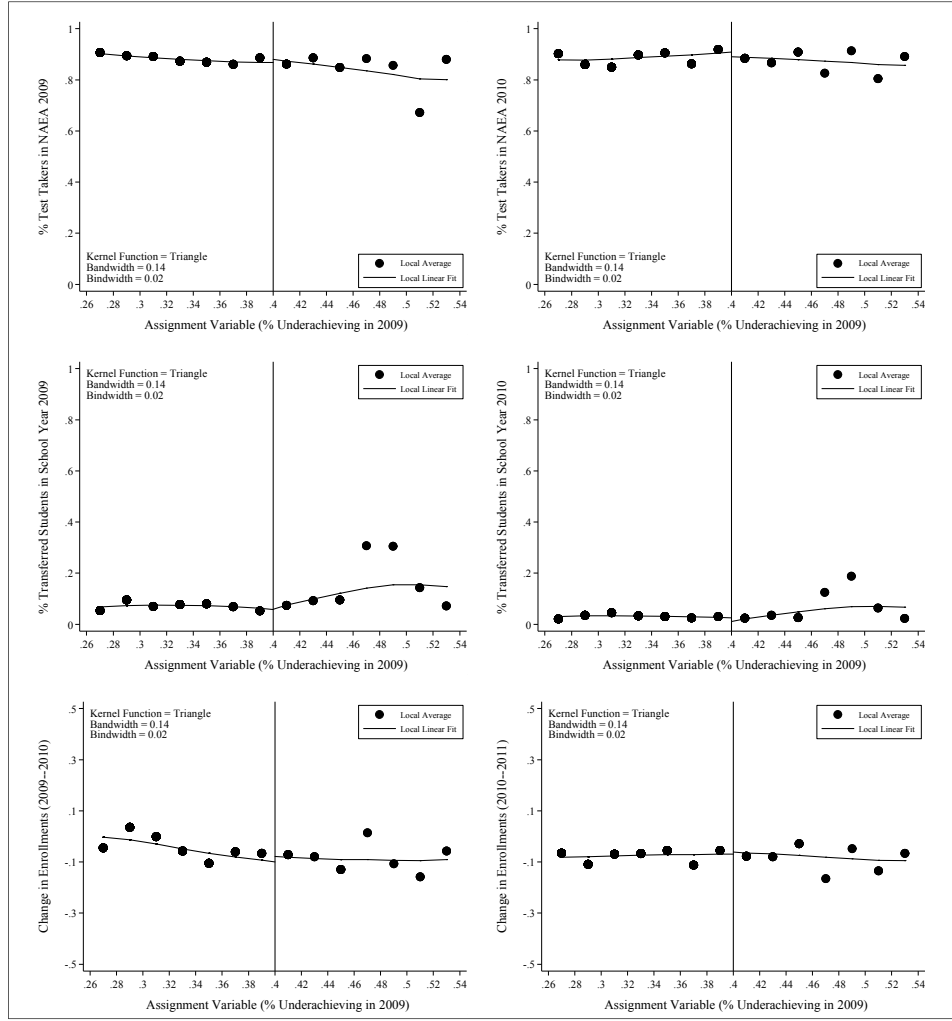 % Test Takers in NAEA 2009
1
.8
.6
.4
.2
0
Kernel Function = Triangle
Bandwidth = 0.14
Bindwidth = 0.02
Local Average
Local Linear Fit
.26 .28 .3 .32 .34 .36 .38 .4 .42 .44 .46 .48 .5 .52 .54
Assignment Variable (% Underachieving in 2009)
% Test Takers in NAEA 2010
1
.8
.6
.4
.2
0
Kernel Function = Triangle
Bandwidth = 0.14
Bindwidth = 0.02
Local Average
Local Linear Fit
.26 .28 .3 .32 .33 .36 .38 .4 .42 .44 .46 .48 .5 .52 .54
Assignment Variable (% Underachieving in 2009)
% Transferred Students in School Year 2009
1
.8
.6
.4
.2
0
Kernel Function = Triangle
Bandwidth = 0.14
Bindwidth = 0.02
Local Average
Local Linear Fit
.26 .28 .3 .32 .34 .36 .38 .4 .42 .44 .46 .48 .5 .52 .54
Assignment Variable (% Underachieving in 2009)
% Transferred Students in School Year 2010
1
.8
.6
.4
.2
0
Kernel Function = Triangle
Bandwidth = 0.14
Bindwidth = 0.02
Local Average
Local Linear Fit
.26 .28 .3 .32 .33 .36 .38 .4 .42 .44 .46 .48 .5 .52 .54
Assignment Variable (% Underachieving in 2009)
Change in Enrollments (2009--2010)
.5
.3
.1
-.1
-.3
-.5
Kernel Function = Triangle
Bandwidth = 0.14
Bindwidth = 0.02
Local Average
Local Linear Fit
.26 .28 .3 .32 .34 .36 .38 .4 .42 .44 .46 .48 .5 .52 .54
Assignment Variable (% Underachieving in 2009)
Change in Enrollments (2010--2011)
.5
.3
.1
-.1
-.3
-.5
Kernel Function = Triangle
Bandwidth = 0.14
Bindwidth = 0.02
Local Average
Local Linear Fit
.26 .28 .3 .32 .33 .36 .38 .4 .42 .44 .46 .48 .5 .52 .54
Assignment Variable (% Underachieving in 2009)